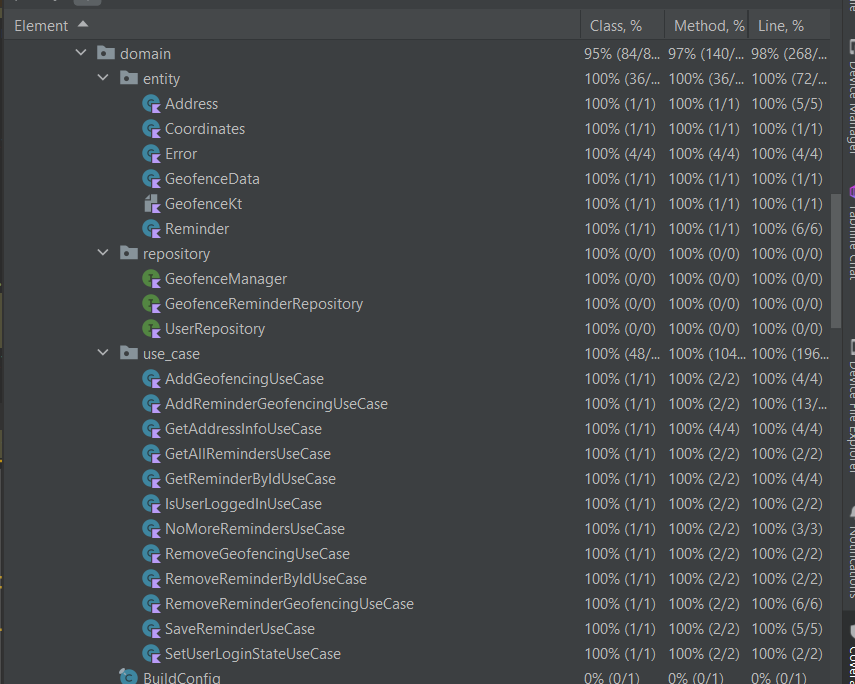 Element Class, % Method, % Line, %
domain 95% (84/8... 97% (140/... 98% (268/...
entity 100% (36/... 100% (36/... 100% (72/...
Address 100% (1/1) 100% (1/1) 100% (5/5)
Coordinates 100% (1/1) 100% (1/1) 100% (1/1)
Error 100% (4/4) 100% (4/4) 100% (4/4)
GeofenceData 100% (1/1) 100% (1/1) 100% (1/1)
GeofenceKt 100% (1/1) 100% (1/1) 100% (1/1)
Reminder 100% (1/1) 100% (1/1) 100% (6/6)
repository 100% (0/0) 100% (0/0) 100% (0/0)
GeofenceManager 100% (0/0) 100% (0/0) 100% (0/0)
GeofenceReminderRepository 100% (0/0) 100% (0/0) 100% (0/0)
UserRepository 100% (0/0) 100% (0/0) 100% (0/0)
use_case 100% (48/... 100% (104... 100% (196...
AddGeofencingUseCase 100% (1/1) 100% (2/2) 100% (4/4)
AddReminderGeofencingUseCase 100% (1/1) 100% (2/2) 100% (13/...
GetAddressInfoUseCase 100% (1/1) 100% (4/4) 100% (4/4)
GetAllRemindersUseCase 100% (1/1) 100% (2/2) 100% (2/2)
GetReminderByIdUseCase 100% (1/1) 100% (2/2) 100% (4/4)
IsUserLoggedInUseCase 100% (1/1) 100% (2/2) 100% (2/2)
NoMoreRemindersUseCase 100% (1/1) 100% (2/2) 100% (3/3)
RemoveGeofencingUseCase 100% (1/1) 100% (2/2) 100% (2/2)
RemoveReminderByIdUseCase 100% (1/1) 100% (2/2) 100% (2/2)
RemoveReminderGeofencingUseCase 100% (1/1) 100% (2/2) 100% (6/6)
SaveReminderUseCase 100% (1/1) 100% (2/2) 100% (5/5)
SetUserLoginStateUseCase 100% (1/1) 100% (2/2) 100% (2/2)
BuildConfig 0% (0/1) 0% (0/1) 0% (0/1)
Device Manager
Device File Explorer
Notifications